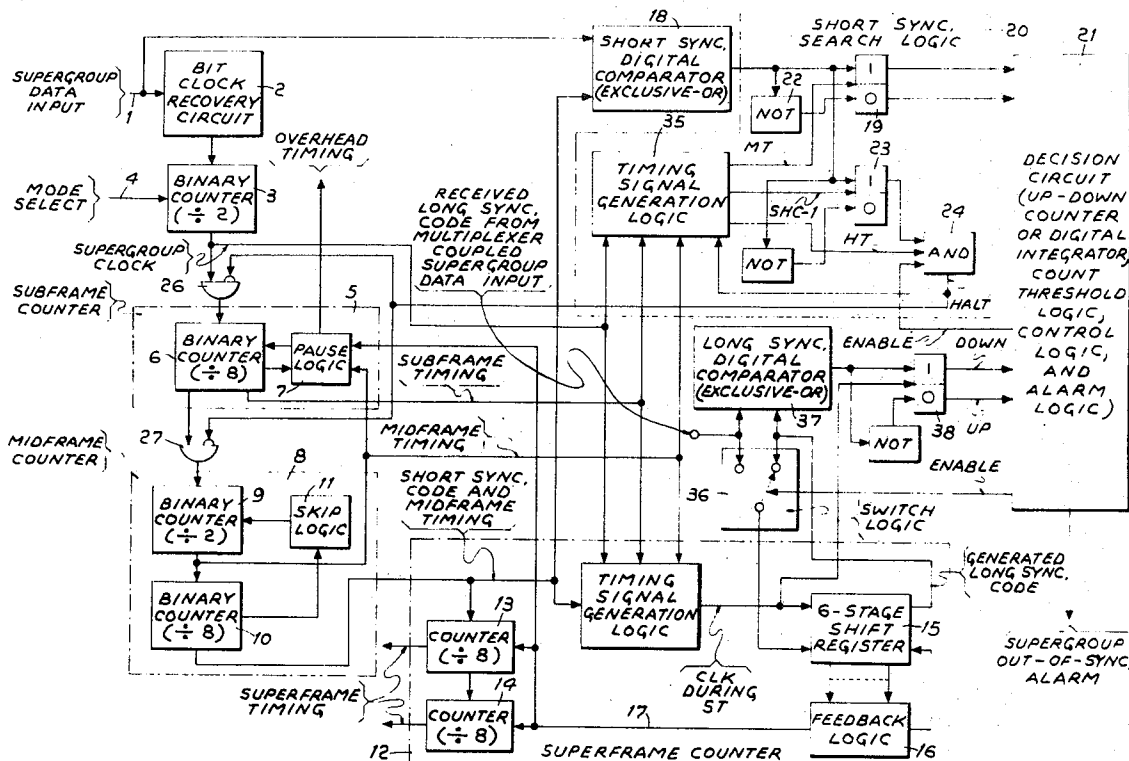 SUPERGROUP
DATA
INPUT
1
BIT
CLOCK
RECOVERY
CIRCUIT
2
MODE
SELECT
4
BINARY
COUNTER
(÷ 2)
3
SUPERGROUP
CLOCK
26
OVERHEAD
TIMING
SUBFRAME
COUNTER
5
6
BINARY
COUNTER
(÷ 8)
PAUSE
LOGIC
7
SUBFRAME
TIMING
MIDFRAME
TIMING
MIDFRAME
COUNTER
27
8
9
BINARY
COUNTER
(÷ 2)
11
SKIP
LOGIC
BINARY
COUNTER
(÷ 8)
10
SHORT SYNC,
CODE AND
MIDFRAME
TIMING
13
COUNTER
(÷ 8)
14
COUNTER
(÷ 8)
SUPERFRAME
TIMING
12
SUPERFRAME COUNTER
17
RECEIVED
LONG SYNC,
CODE FROM
MULTIPLEXER
COUPLED
SUPERGROUP
DATA INPUT
18
SHORT SYNC,
DIGITAL
COMPARATOR
(EXCLUSIVE-OR)
SHORT SYNC,
SEARCH LOGIC
22
NOT
1
0
19
35
TIMING
SIGNAL
GENERATION
LOGIC
MT
SHC-1
HT
NOT
23
1
0
24
AND
HALT
20
21
DECISION
CIRCUIT
(UP-DOWN
COUNTER
OR DIGITAL
INTEGRATOR,
COUNT
THRESHOLD
LOGIC,
CONTROL
LOGIC,
AND
ALARM
LOGIC)
LONG SYNC,
DIGITAL
COMPARATOR
(EXCLUSIVE-OR)
37
ENABLE
DOWN
1
0
38
UP
NOT
ENABLE
36
SWITCH
LOGIC
TIMING
SIGNAL
GENERATION
LOGIC
CLK
DURING
ST
GENERATED
LONG SYNC,
CODE
6-STAGE
SHIFT
REGISTER
15
FEEDBACK
LOGIC
16
SUPERGROUP
OUT-OF-SYNC,
ALARM